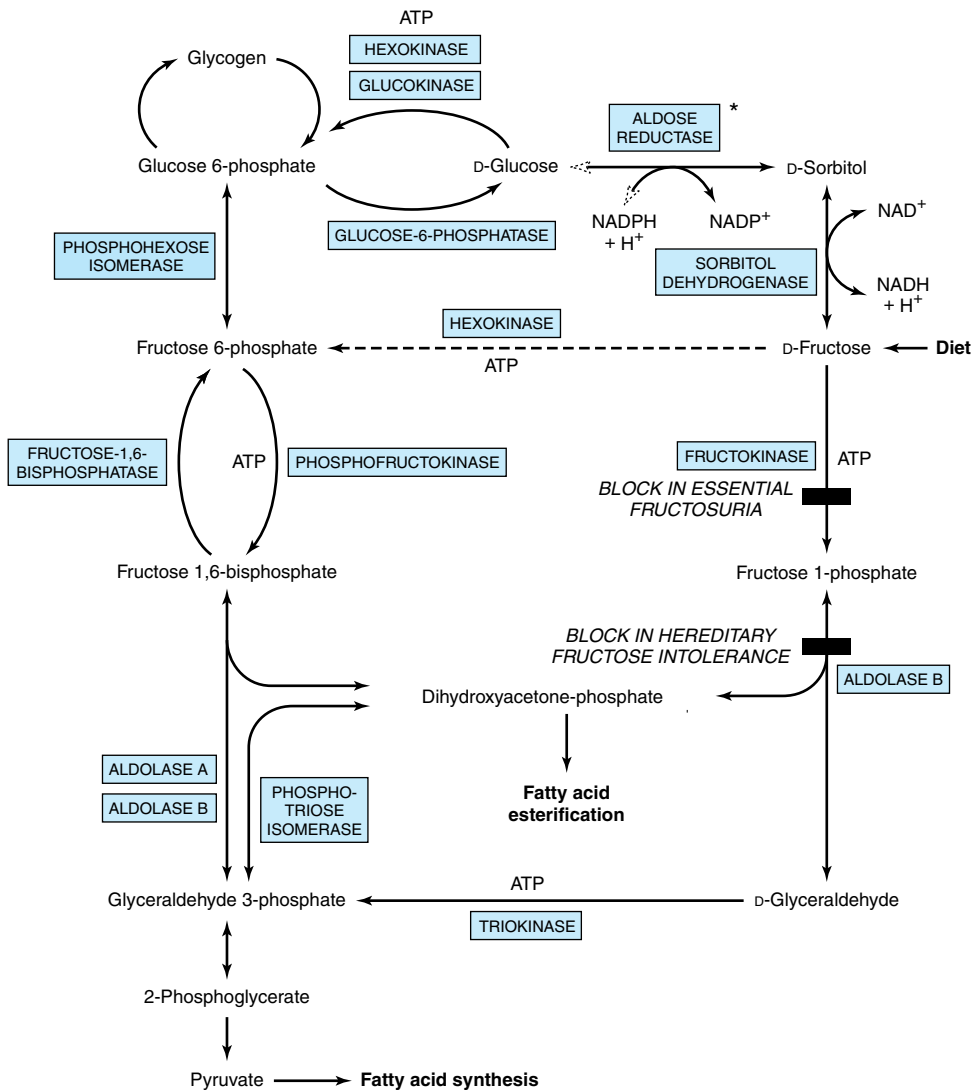 ATP
HEXOKINASE
GLUCOKINASE
Glycogen
ALDOSE
REDUCTASE
*
Glucose 6-phosphate
D-Glucose
D-Sorbitol
NADPH
+ H+
NADP+
NAD+
GLUCOSE-6-PHOSPHATASE
PHOSPHOHEXOSE
ISOMERASE
SORBITOL
DEHYDROGENASE
NADH
+ H+
HEXOKINASE
Fructose 6-phosphate
ATP
D-Fructose
Diet
FRUCTOSE-1,6-
BISPHOSPHATASE
ATP
PHOSPHOFRUCTOKINASE
FRUCTOKINASE
ATP
BLOCK IN ESSENTIAL
FRUCTOSURIA
Fructose 1,6-bisphosphate
Fructose 1-phosphate
BLOCK IN HEREDITARY
FRUCTOSE INTOLERANCE
ALDOLASE B
Dihydroxyacetone-phosphate
ALDOLASE A
ALDOLASE B
PHOSPHO-
TRIOSE
ISOMERASE
Fatty acid
esterification
Glyceraldehyde 3-phosphate
ATP
TRIOKINASE
D-Glyceraldehyde
2-Phosphoglycerate
Pyruvate
Fatty acid synthesis